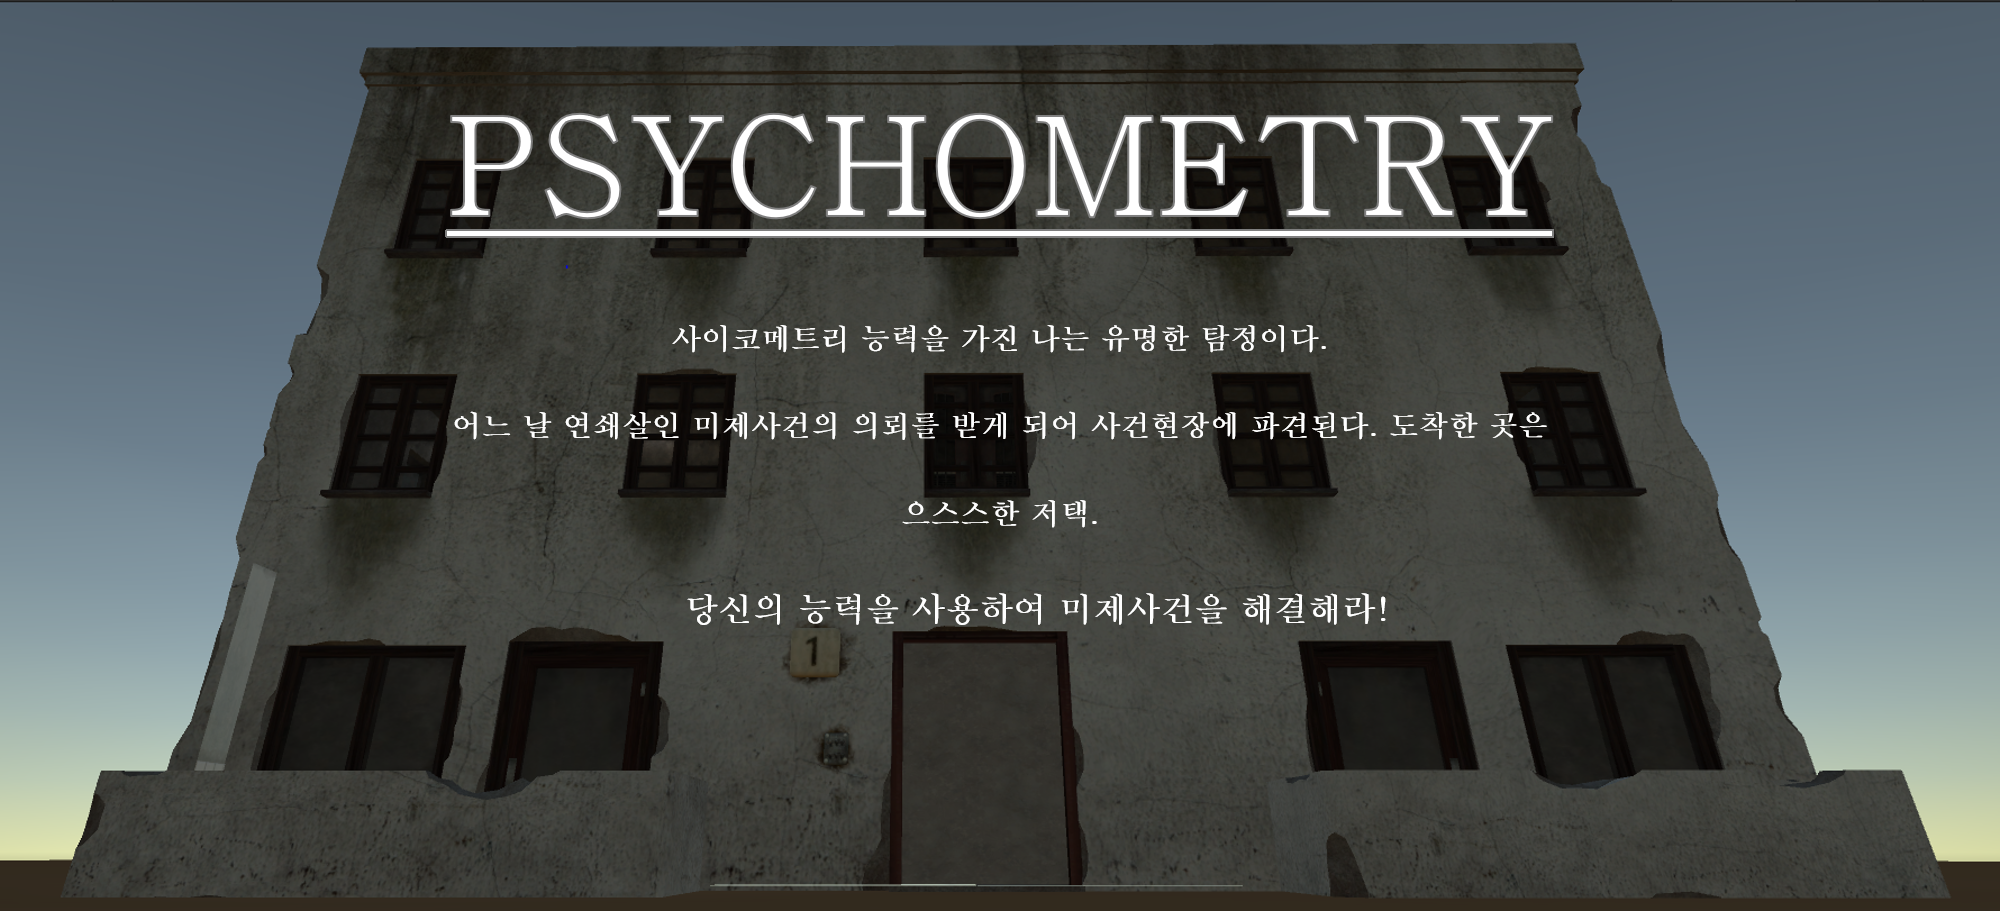 PSYCHOMETRY
사이코메트리 능력을 가진 나는 유명한 탐정이다.
어느 날 연쇄살인 미제사건의 의뢰를 받게 되어 사건현장에 파견된다. 도착한 곳은
으스스한 저택.
당신의 능력을 사용하여 미제사건을 해결해라!
1